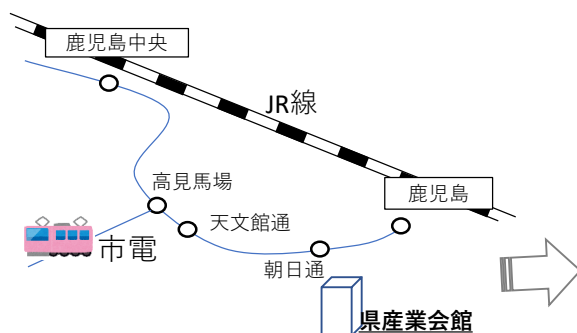 鹿児島中央
JR線
高見馬場
鹿児島
天文館通
市電
朝日通
県産業会館